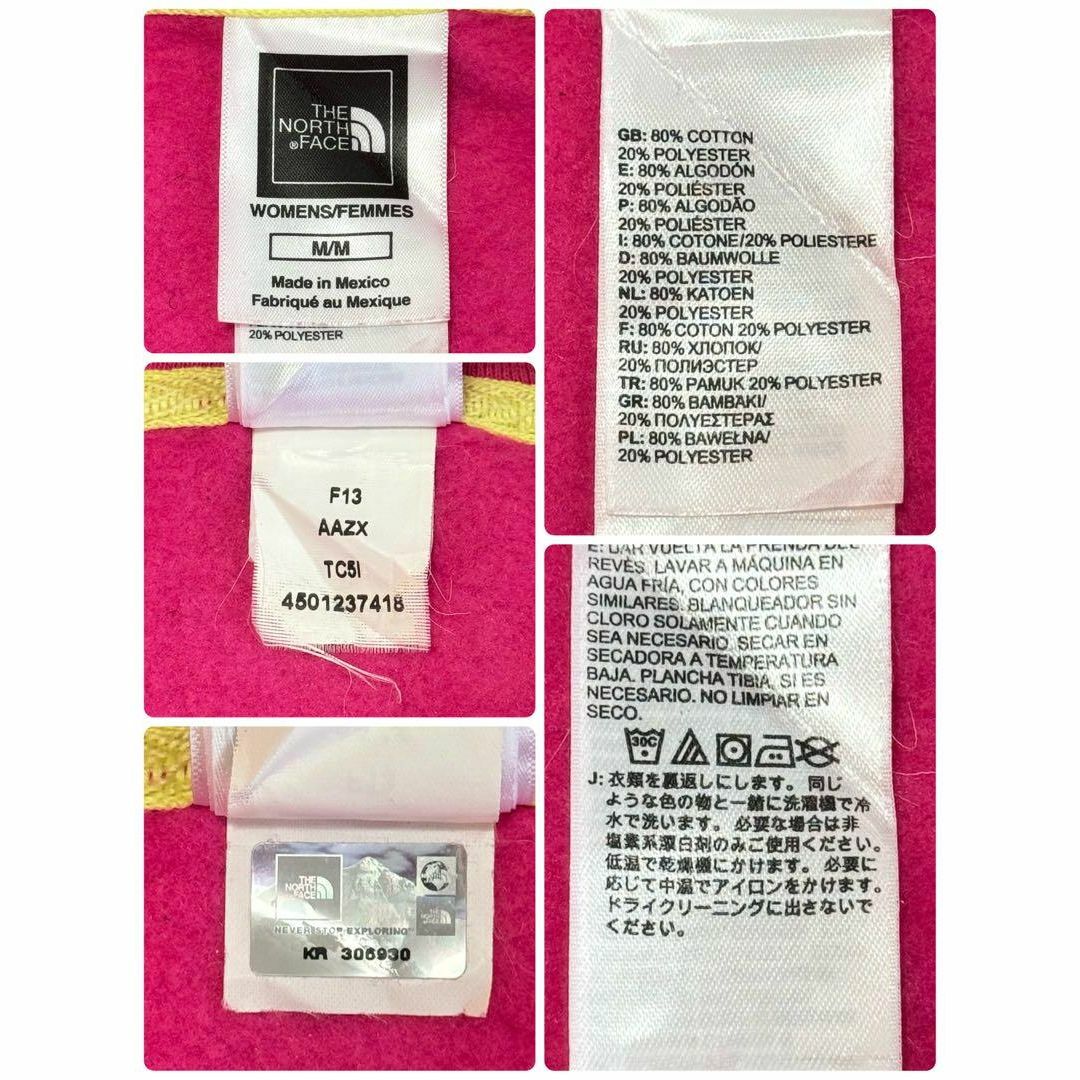 THE
NORTH
FACE
WOMENS/FEMMES
M/M
Made in Mexico
Fabriqué au Mexique
20% POLYESTER
F13
AAZX
TC5I
4501237418
THE
NORTH
FACE
NEVER STOP EXPLORING
KR 306930
GB: 80% COTTON
20% POLYESTER
E: 80% ALGODÓN
20% POLIÉSTER
P: 80% ALGODÃO
20% POLIÉSTER
I: 80% COTONE/20% POLIESTERE
D: 80% BAUMWOLLE
20% POLYESTER
NL: 80% KATOEN
20% POLYESTER
F: 80% COTON 20% POLYESTER
RU: 80% ХЛОПОК/
20% ПОЛИЭСТЕР
TR: 80% PAMUK 20% POLYESTER
GR: 80% ΒΑΜΒΑΚΙ/
20% ΠΟΛΥΕΣΤΕΡΑΣ
PL: 80% BAWEŁNA/
20% POLYESTER
E: DAR VUELTA LA PRENDA DEL
REVÉS, LAVAR A MÁQUINA EN
AGUA FRÍA, CON COLORES
SIMILARES. BLANQUEADOR SIN
CLORO SOLAMENTE CUANDO
SEA NECESARIO. SECAR EN
SECADORA A TEMPERATURA
BAJA. PLANCHA TIBIA, SI ES
NECESARIO. NO LIMPIAR EN
SECO.
30C
J: 衣類を裏返しにします。同じ
ような色の物と一緒に洗濯機で冷
水で洗います。必要な場合は非
塩素系漂白剤のみご使用ください。
低温で乾燥機にかけます。必要に
応じて中温でアイロンをかけます。
ドライクリーニングに出さないで
ください。